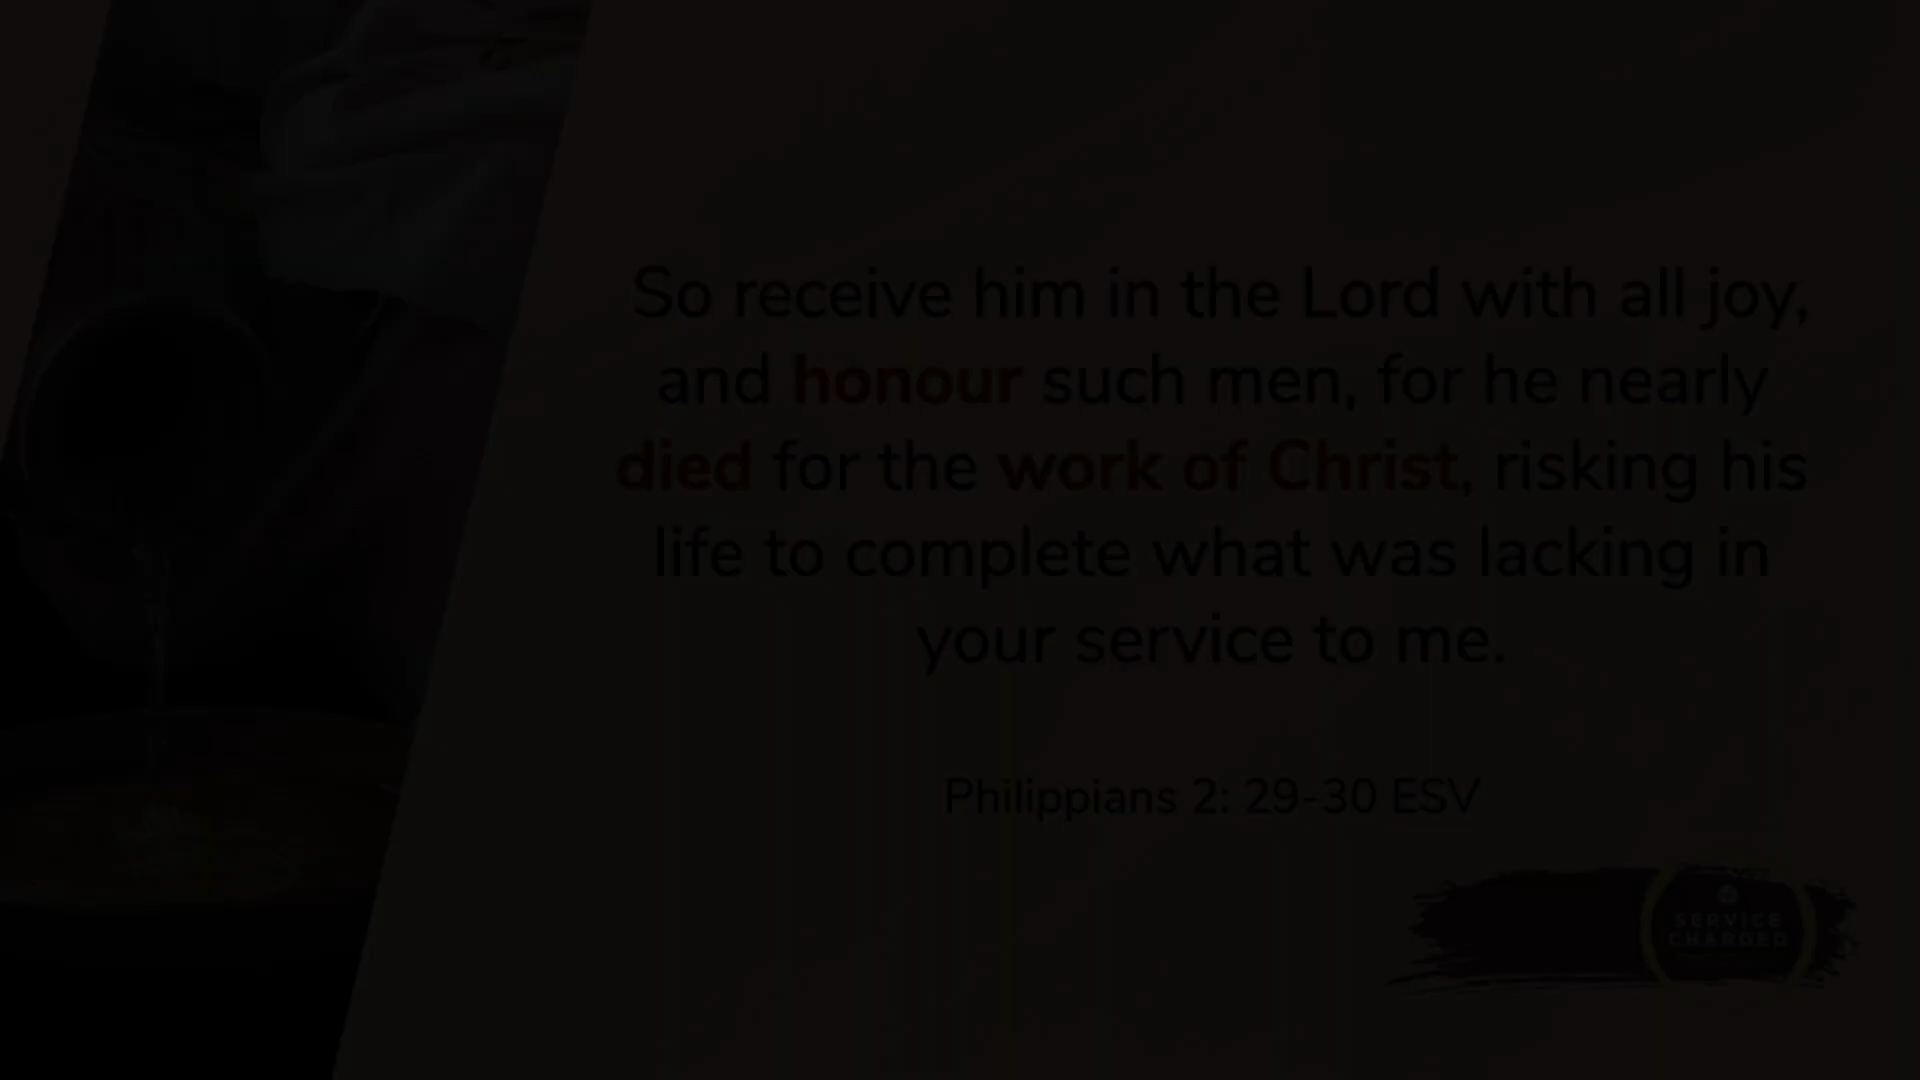 So receive him in the Lord with all joy,
and honour such men, for he nearly
died for the work of Christ, risking his
life to complete what was lacking in
your service to me.
Philippians 2: 29-30 ESV
SERVICE
CHARGED